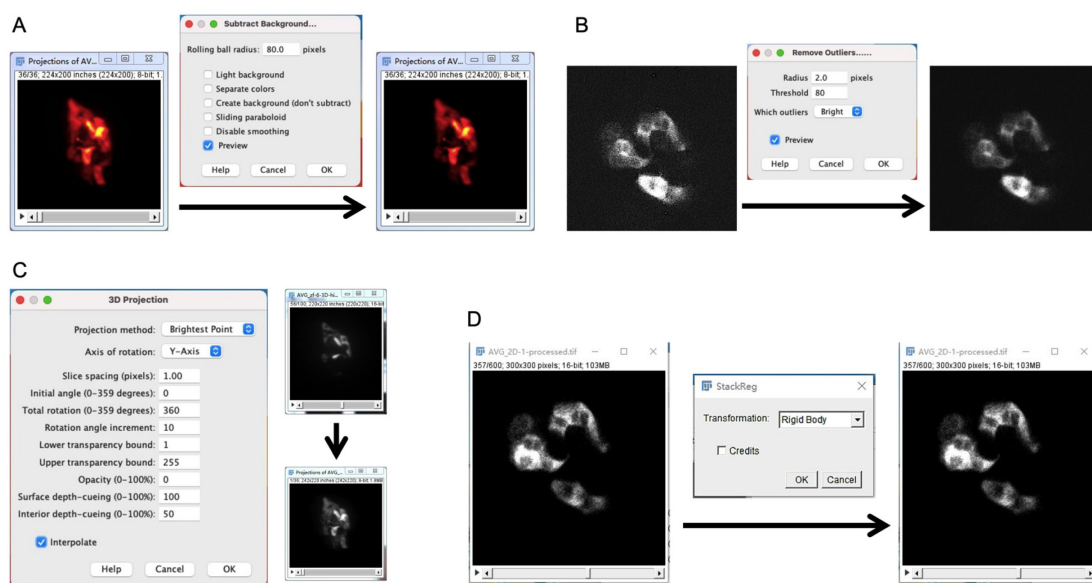 A
Projections of AV...
36/36; 224x200 inches (224x200); 8-bit; 1.
Subtract Background...
Rolling ball radius: 80.0 pixels
Light background
Separate colors
Create background (don't subtract)
Sliding paraboloid
Disable smoothing
Preview
Help Cancel OK
Projections of AV...
36/36; 224x200 inches (224x200); 8-bit; 1.
B
Remove Outliers......
Radius 2.0 pixels
Threshold 80
Which outliers Bright
Preview
Help Cancel OK
C
3D Projection
Projection method: Brightest Point
Axis of rotation: Y-Axis
Slice spacing (pixels): 1.00
Initial angle (0-359 degrees): 0
Total rotation (0-359 degrees): 360
Rotation angle increment: 10
Lower transparency bound: 1
Upper transparency bound: 255
Opacity (0-100%): 0
Surface depth-cueing (0-100%): 100
Interior depth-cueing (0-100%): 50
Interpolate
Help Cancel OK
Projections of AV...
D
AVG_2D-1-processed.tif
357/600; 300x300 pixels; 16-bit; 103MB
StackReg
Transformation: Rigid Body
Credits
OK Cancel
AVG_2D-1-processed.tif
357/600; 300x300 pixels; 16-bit; 103MB